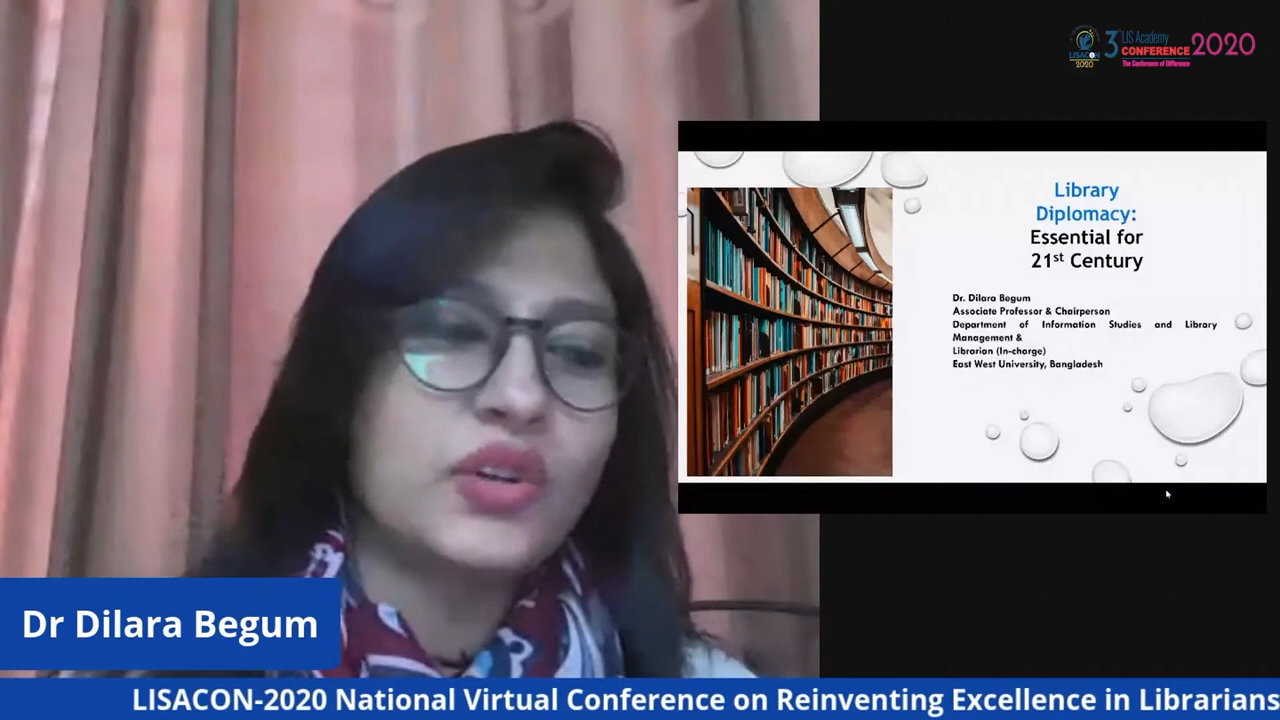 3rd LIS Academy
CONFERENCE 2020
The Conference of Difference
LISACON
2020
Library
Diplomacy:
Essential for
21st Century
Dr. Dilara Begum
Associate Professor & Chairperson
Department of Information Studies and Library
Management &
Librarian (In-charge)
East West University, Bangladesh
Dr Dilara Begum
LISACON-2020 National Virtual Conference on Reinventing Excellence in Librarians